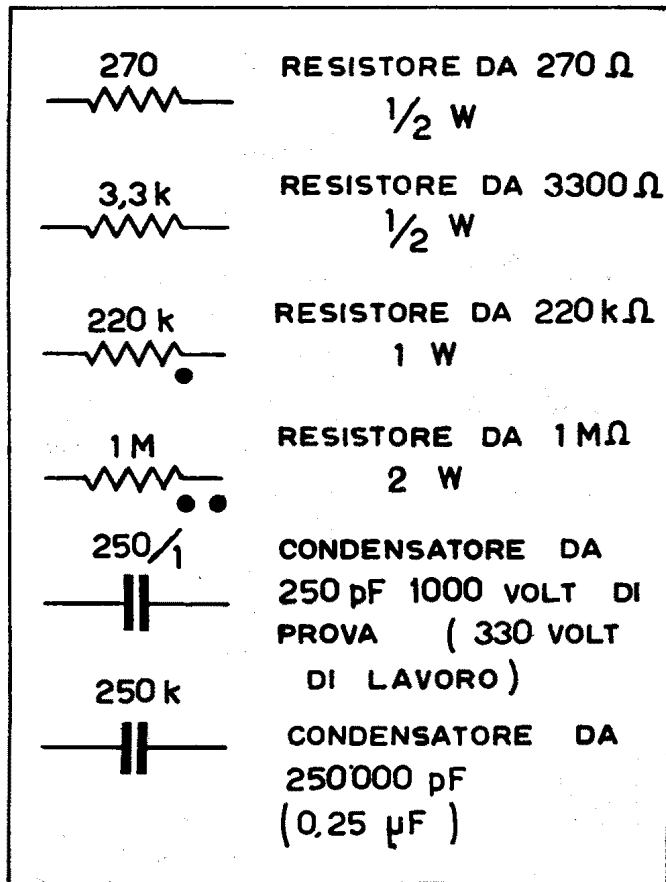 270
RESISTORE DA 270 Ω
1/2 W
3,3 k
RESISTORE DA 3300 Ω
1/2 W
220 k
RESISTORE DA 220 k Ω
1 W
1 M
RESISTORE DA 1 MΩ
2 W
250/1
CONDENSATORE DA
250 pF 1000 VOLT DI
PROVA ( 330 VOLT
DI LAVORO )
250 k
CONDENSATORE DA
250'000 pF
(0,25 µF )